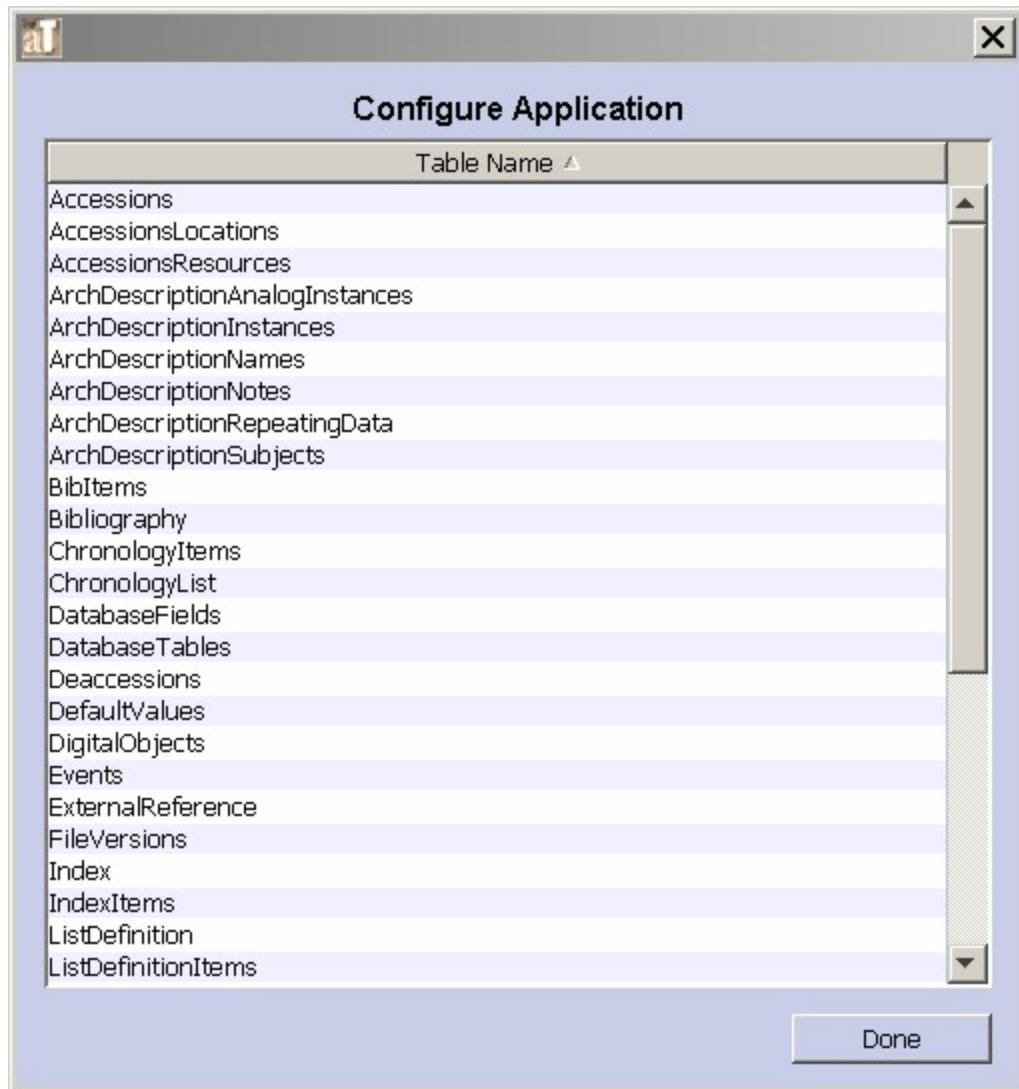 aT
Configure Application
Table Name
Accessions
AccessionsLocations
AccessionsResources
ArchDescriptionAnalogInstances
ArchDescriptionInstances
ArchDescriptionNames
ArchDescriptionNotes
ArchDescriptionRepeatingData
ArchDescriptionSubjects
BibItems
Bibliography
ChronologyItems
ChronologyList
DatabaseFields
DatabaseTables
Deaccessions
DefaultValues
DigitalObjects
Events
ExternalReference
FileVersions
Index
IndexItems
ListDefinition
ListDefinitionItems
Done